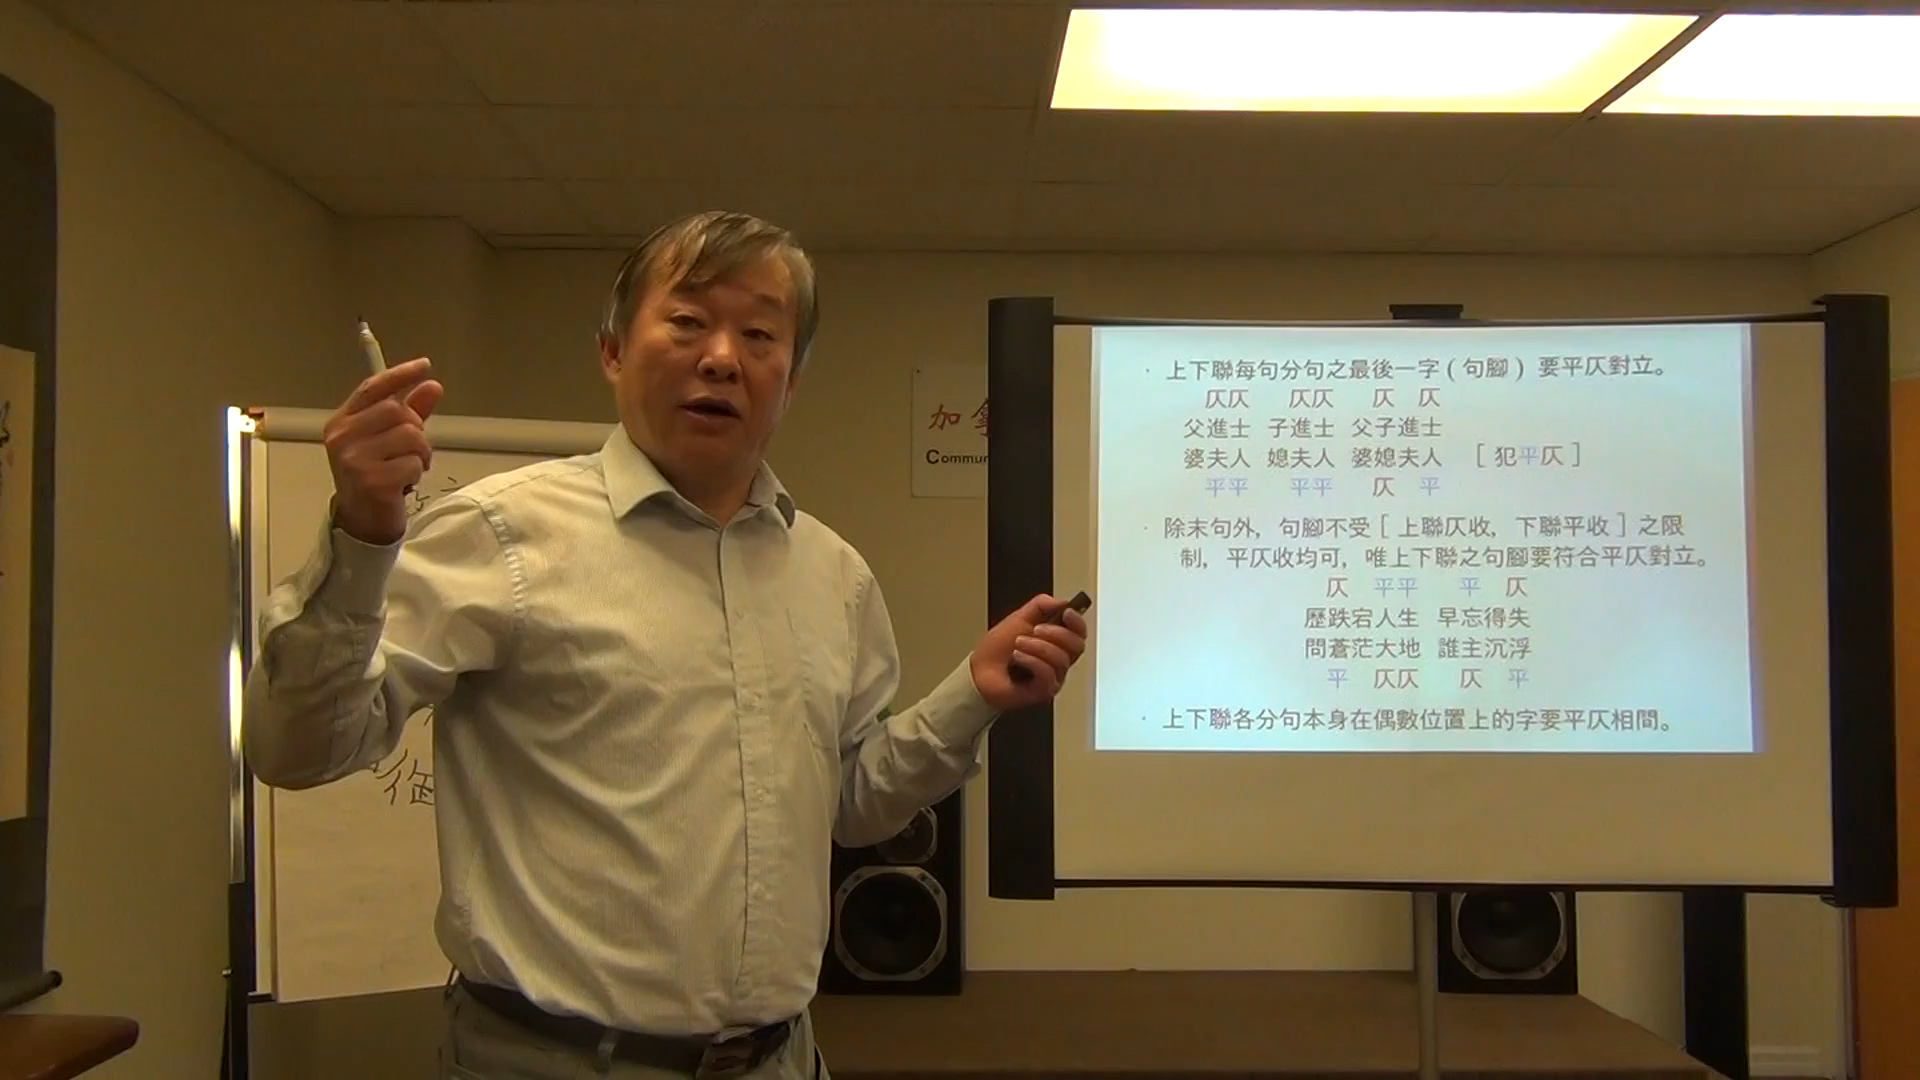 加拿
Commun
· 上下聯每句分句之最後一字(句腳)要平仄對立。
仄仄 仄仄 仄 仄
父進士 子進士 父子進士
婆夫人 媳夫人 婆媳夫人 [犯平仄]
平平 平平 仄 平
· 除末句外,句腳不受[上聯仄收,下聯平收]之限
制,平仄收均可,唯上下聯之句腳要符合平仄對立。
仄 平平 平 仄
歷跌宕人生 早忘得失
問蒼茫大地 誰主沉浮
平 仄仄 仄 平
· 上下聯各分句本身在偶數位置上的字要平仄相間。